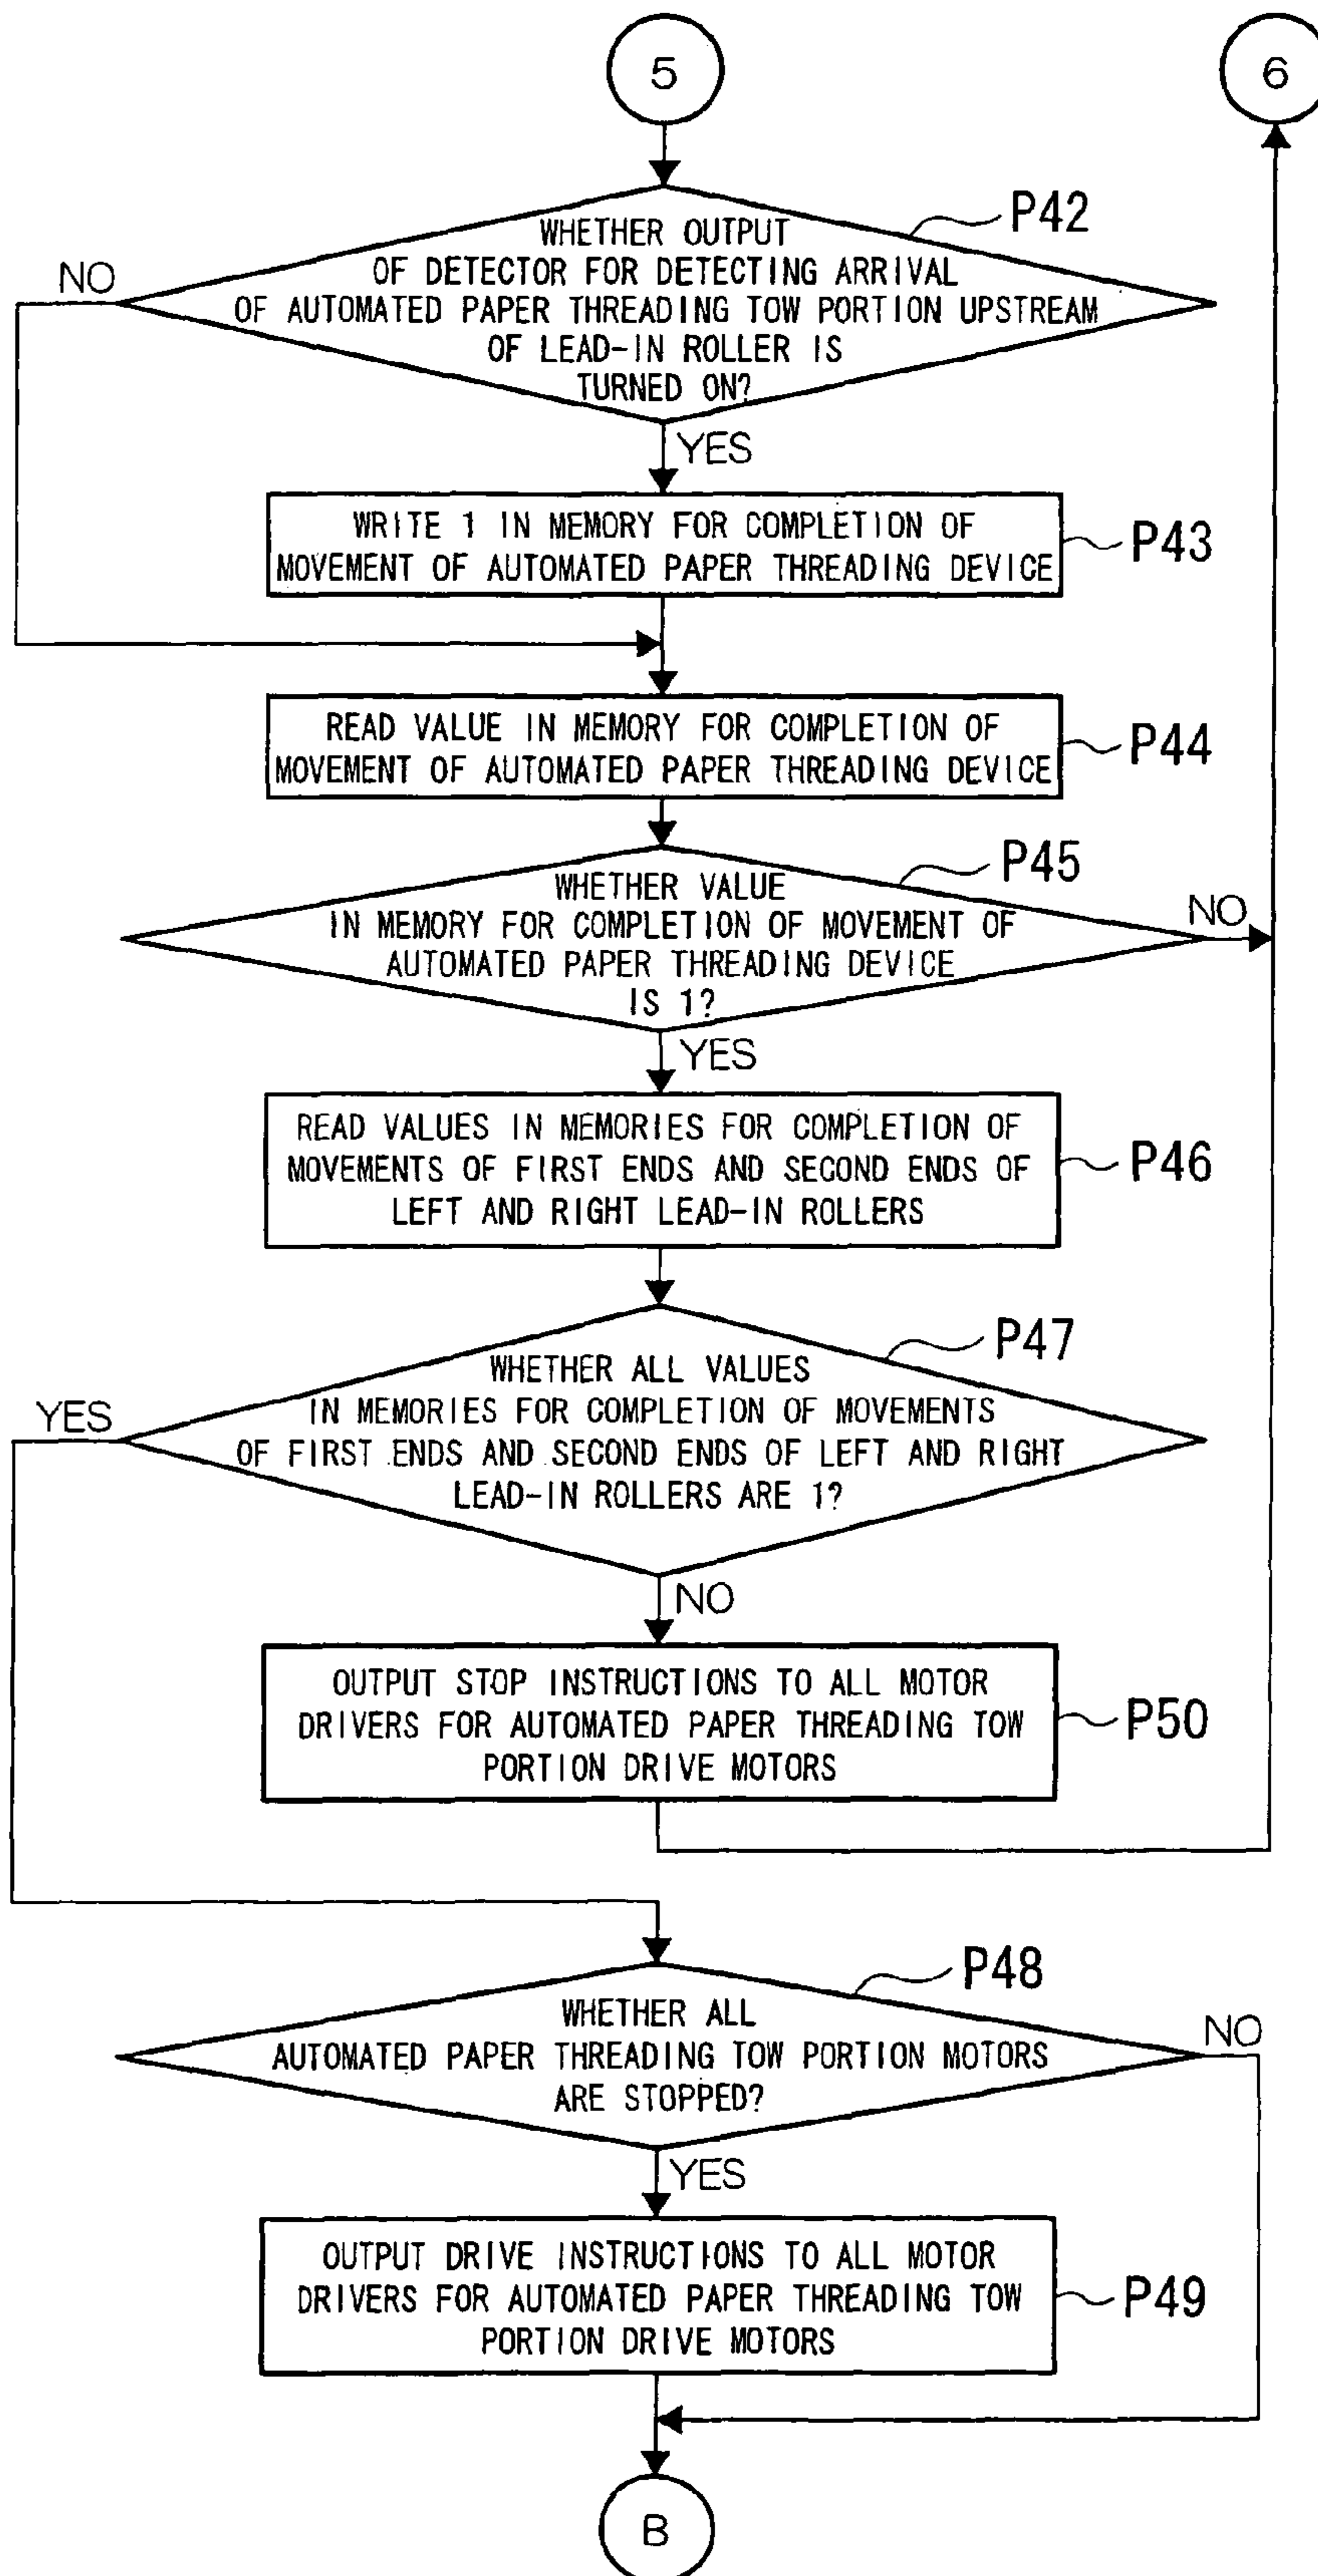 5
6
P42
WHETHER OUTPUT
OF DETECTOR FOR DETECTING ARRIVAL
OF AUTOMATED PAPER THREADING TOW PORTION UPSTREAM
OF LEAD-IN ROLLER IS
TURNED ON?
NO
YES
WRITE 1 IN MEMORY FOR COMPLETION OF
MOVEMENT OF AUTOMATED PAPER THREADING DEVICE
P43
READ VALUE IN MEMORY FOR COMPLETION OF
MOVEMENT OF AUTOMATED PAPER THREADING DEVICE
P44
P45
WHETHER VALUE
IN MEMORY FOR COMPLETION OF MOVEMENT OF
AUTOMATED PAPER THREADING DEVICE
IS 1?
NO
YES
READ VALUES IN MEMORIES FOR COMPLETION OF
MOVEMENTS OF FIRST ENDS AND SECOND ENDS OF
LEFT AND RIGHT LEAD-IN ROLLERS
P46
P47
WHETHER ALL VALUES
IN MEMORIES FOR COMPLETION OF MOVEMENTS
OF FIRST ENDS AND SECOND ENDS OF LEFT AND RIGHT
LEAD-IN ROLLERS ARE 1?
YES
NO
OUTPUT STOP INSTRUCTIONS TO ALL MOTOR
DRIVERS FOR AUTOMATED PAPER THREADING TOW
PORTION DRIVE MOTORS
P50
P48
WHETHER ALL
AUTOMATED PAPER THREADING TOW PORTION MOTORS
ARE STOPPED?
NO
YES
OUTPUT DRIVE INSTRUCTIONS TO ALL MOTOR
DRIVERS FOR AUTOMATED PAPER THREADING TOW
PORTION DRIVE MOTORS
P49
B